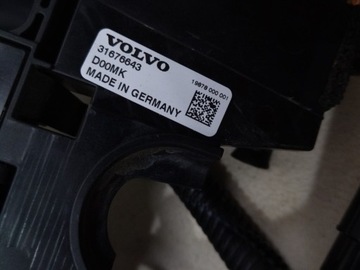 VOLVO
31676643
D00MK
MADE IN GERMANY
19878 000 001